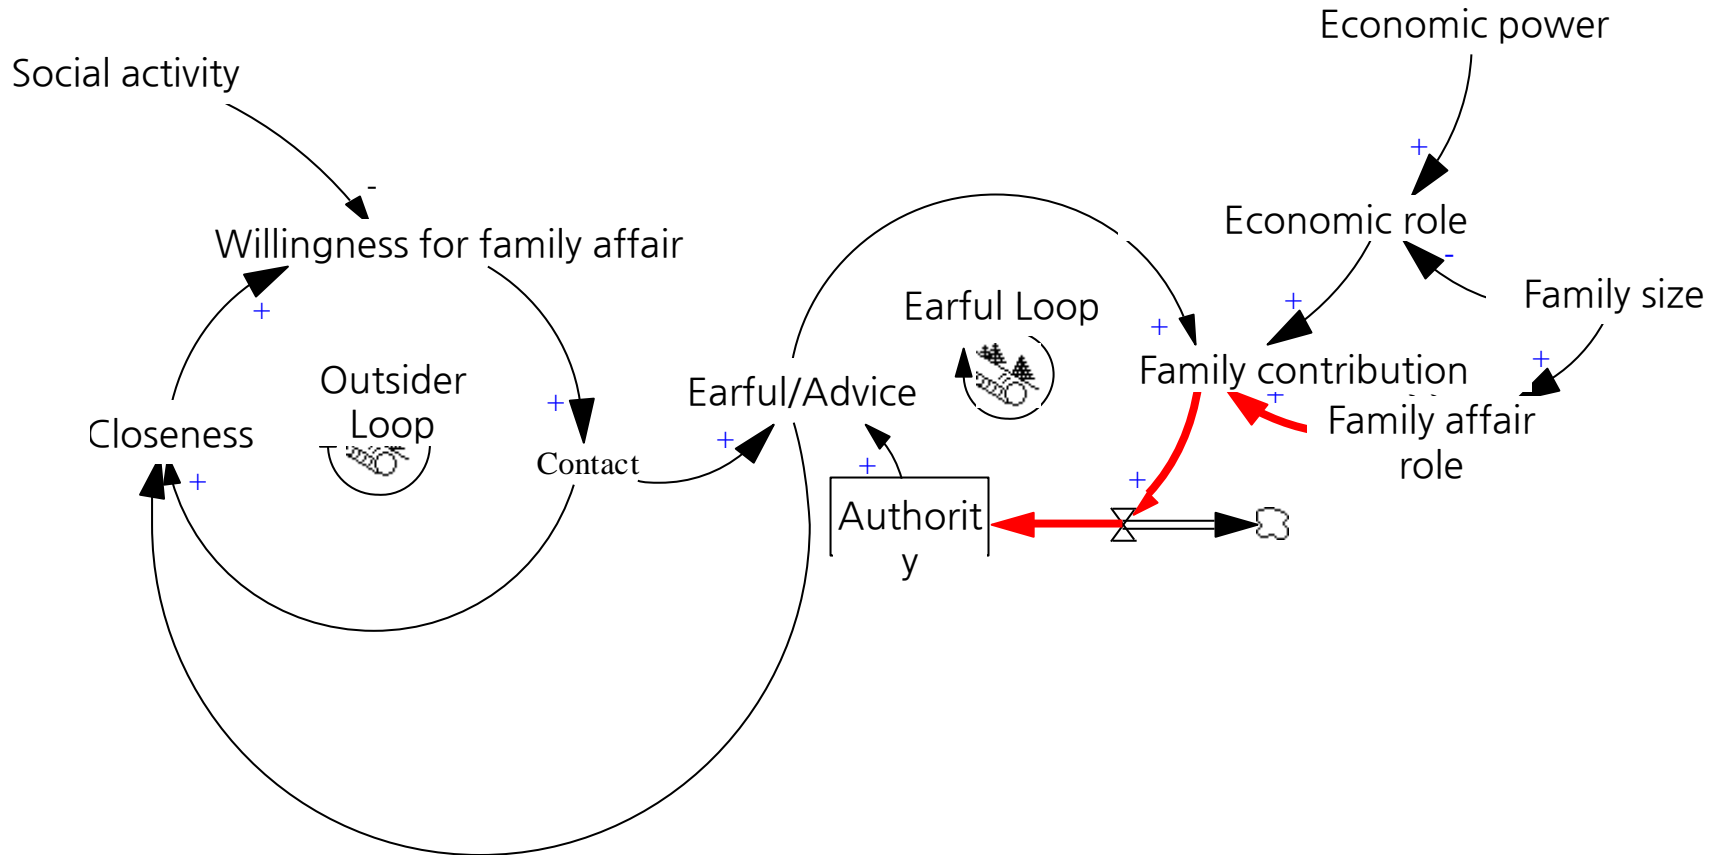 Economic power
Social activity
+
-
Economic role
Willingness for family affair
-
+
+
Family size
Earful Loop
+
+
Family contribution
Outsider
Loop
+
Earful/Advice
+
Family affair
role
Closeness
+
+
Contact
+
+
+
Authorit
y